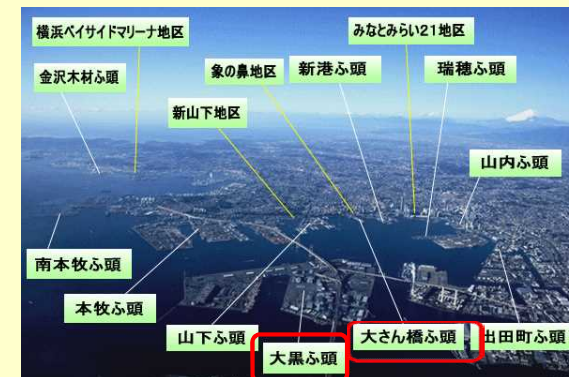 横浜ベイサイドマリーナ地区
みなとみらい21地区
金沢木材ふ頭
象の鼻地区
新港ふ頭
瑞穂ふ頭
新山下地区
山内ふ頭
南本牧ふ頭
本牧ふ頭
山下ふ頭
大さん橋ふ頭
出田町ふ頭
大黒ふ頭